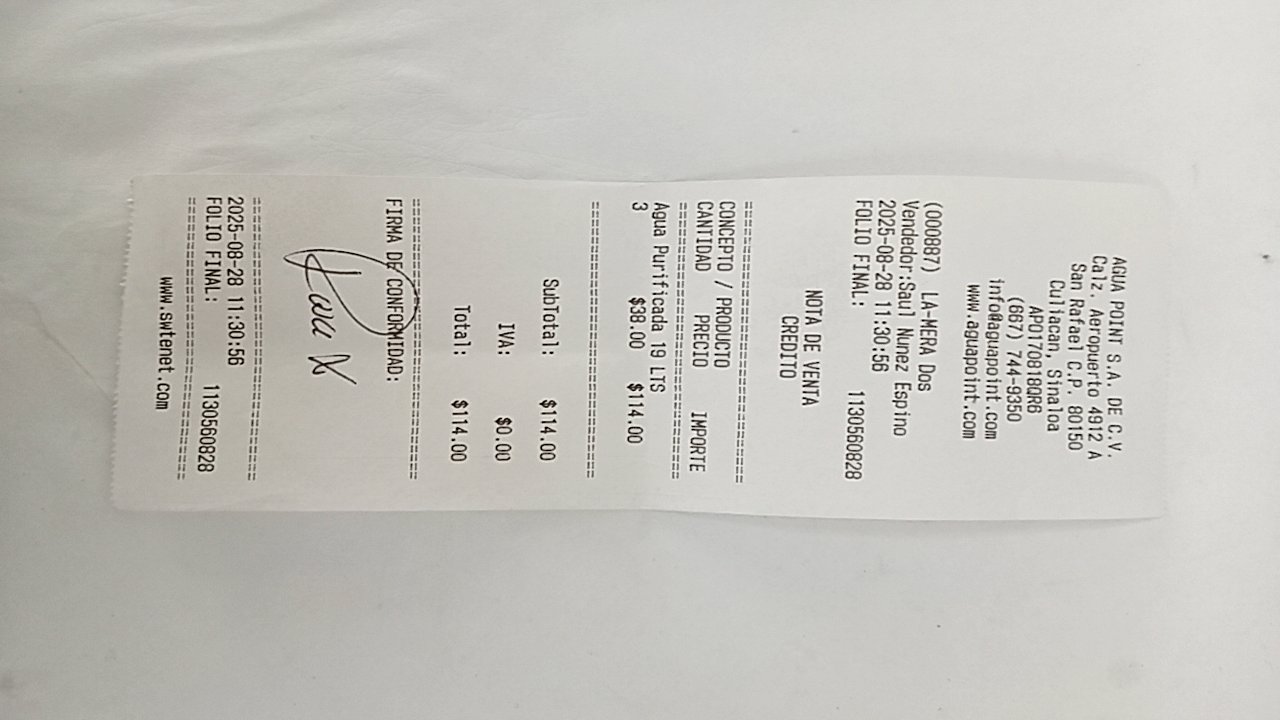 AGUA POINT S.A. DE C.V.
Calz. Aeropuerto 4912 A
San Rafael C.P. 80150
Culiacan, Sinaloa
APO170818QR6
(667) 744-9350
info@aguapoint.com
www.aguapoint.com
(000887) LA-MERA Dos
Vendedor:Saul Nunez Espino
2025-08-28 11:30:56
FOLIO FINAL: 1130560828
NOTA DE VENTA
CREDITO
CONCEPTO / PRODUCTO
CANTIDAD PRECIO IMPORTE
Agua Purificada 19 LTS
3 $38.00 $114.00
SubTotal: $114.00
IVA: $0.00
Total: $114.00
FIRMA DE CONFORMIDAD:
2025-08-28 11:30:56
FOLIO FINAL: 1130560828
www.swtenet.com